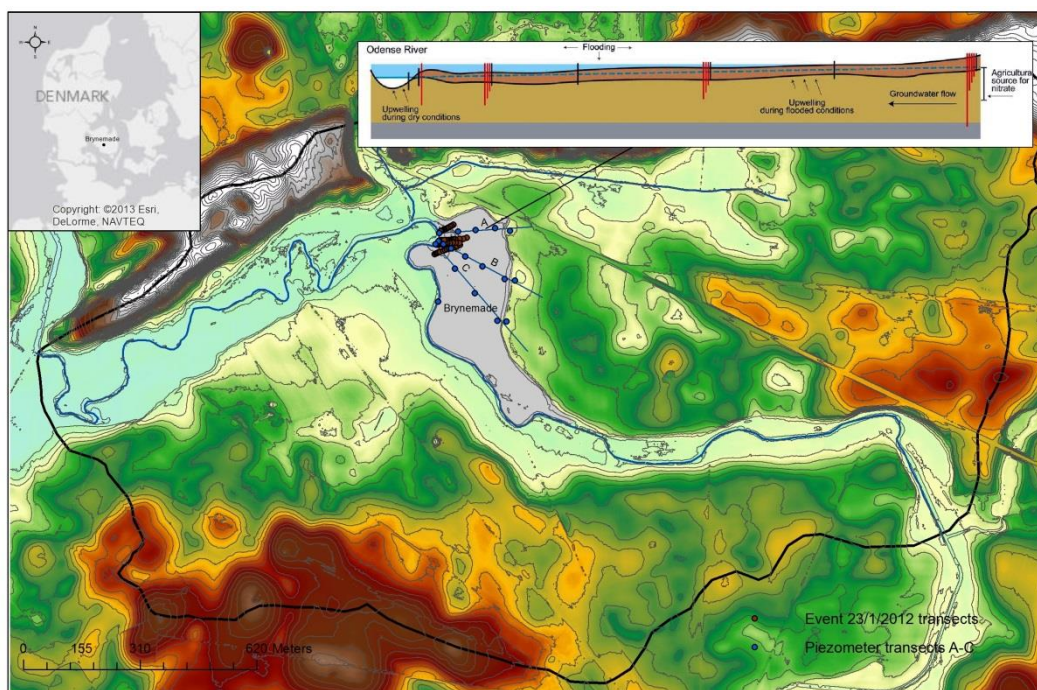 N
W
E
S
DENMARK
Brynemade
Copyright: ©2013 Esri,
DeLorme, NAVTEQ
Odense River
Flooding
Agricultural
source for
nitrate
Groundwater flow
Upwelling
during dry conditions
Upwelling
during flooded conditions
A
B
C
Brynemade
Event 23/1/2012 transects
Piezometer transects A-C
0 155 310 620 Meters